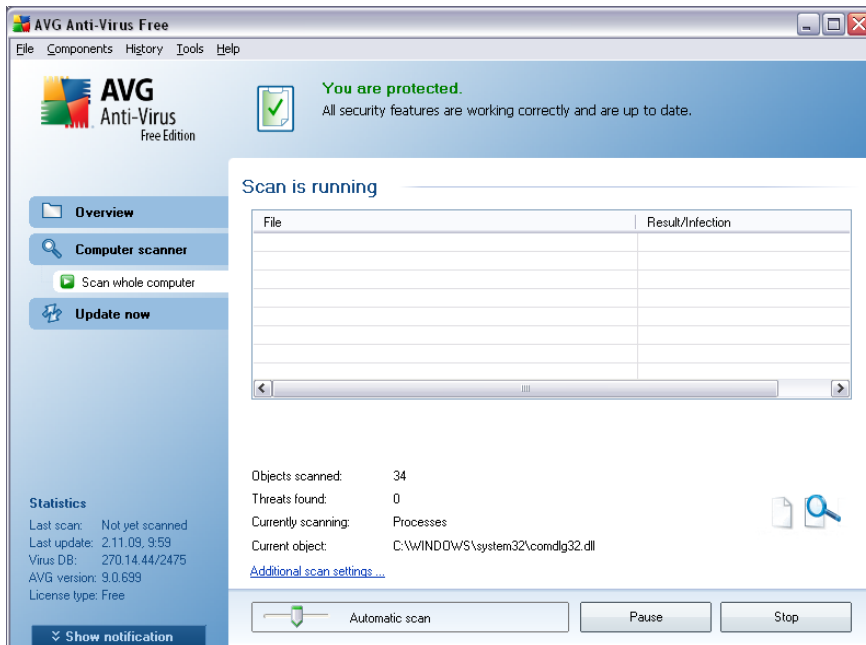 AVG Anti-Virus Free
File Components History Tools Help
AVG
Anti-Virus
Free Edition
You are protected.
All security features are working correctly and are up to date.
Overview
Computer scanner
Scan whole computer
Update now
Scan is running
File Result/Infection
Objects scanned: 34
Threats found: 0
Currently scanning: Processes
Current object: C:\WINDOWS\system32\comdlg32.dll
Additional scan settings ...
Statistics
Last scan: Not yet scanned
Last update: 2.11.09, 9:59
Virus DB: 270.14.44/2475
AVG version: 9.0.699
License type: Free
Show notification
Automatic scan
Pause
Stop